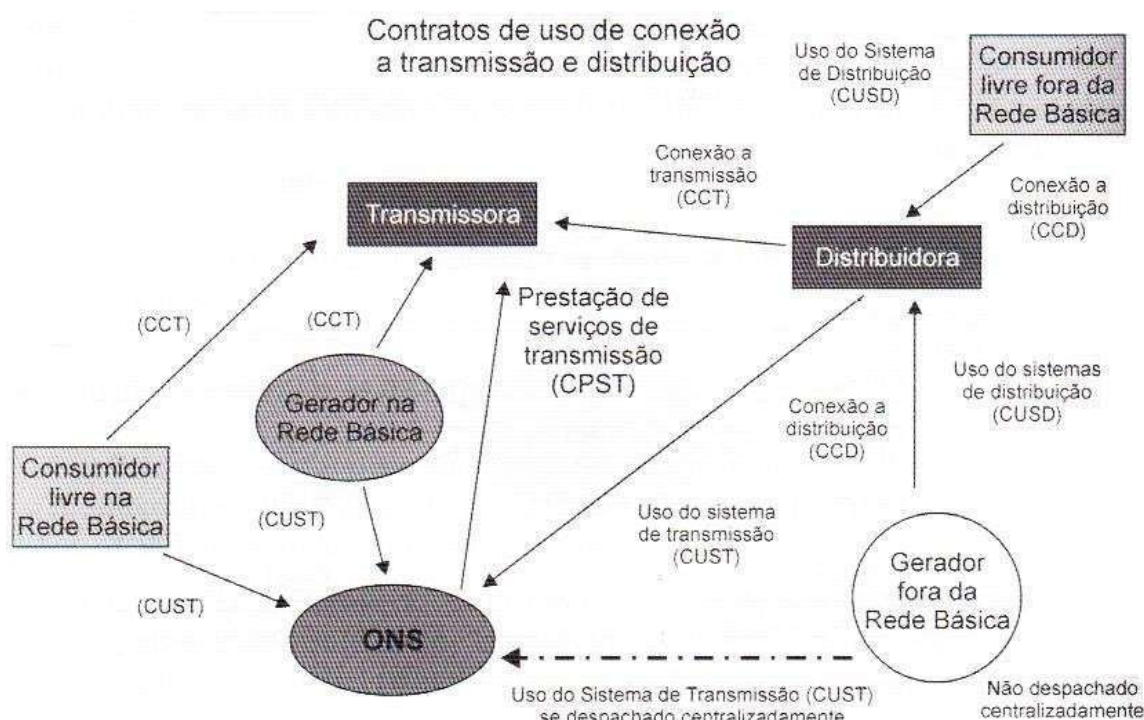 Contratos de uso de conexão
a transmissão e distribuição
Uso do Sistema
de Distribuição
(CUSD)
Consumidor
livre fora da
Rede Básica
Conexão a
transmissão
(CCT)
Conexão a
distribuição
(CCD)
Transmissora
Distribuidora
(CCT)
(CCT)
Prestação de
serviços de
transmissão
(CPST)
Gerador na
Rede Básica
Conexão a
distribuição
(CCD)
Uso do sistemas
de distribuição
(CUSD)
Consumidor
livre na
Rede Básica
(CUST)
Uso do sistema
de transmissão
(CUST)
Gerador
fora da
Rede Básica
(CUST)
ONS
Uso do Sistema de Transmissão (CUST)
se despachado centralizadamente
Não despachado
centralizadamente